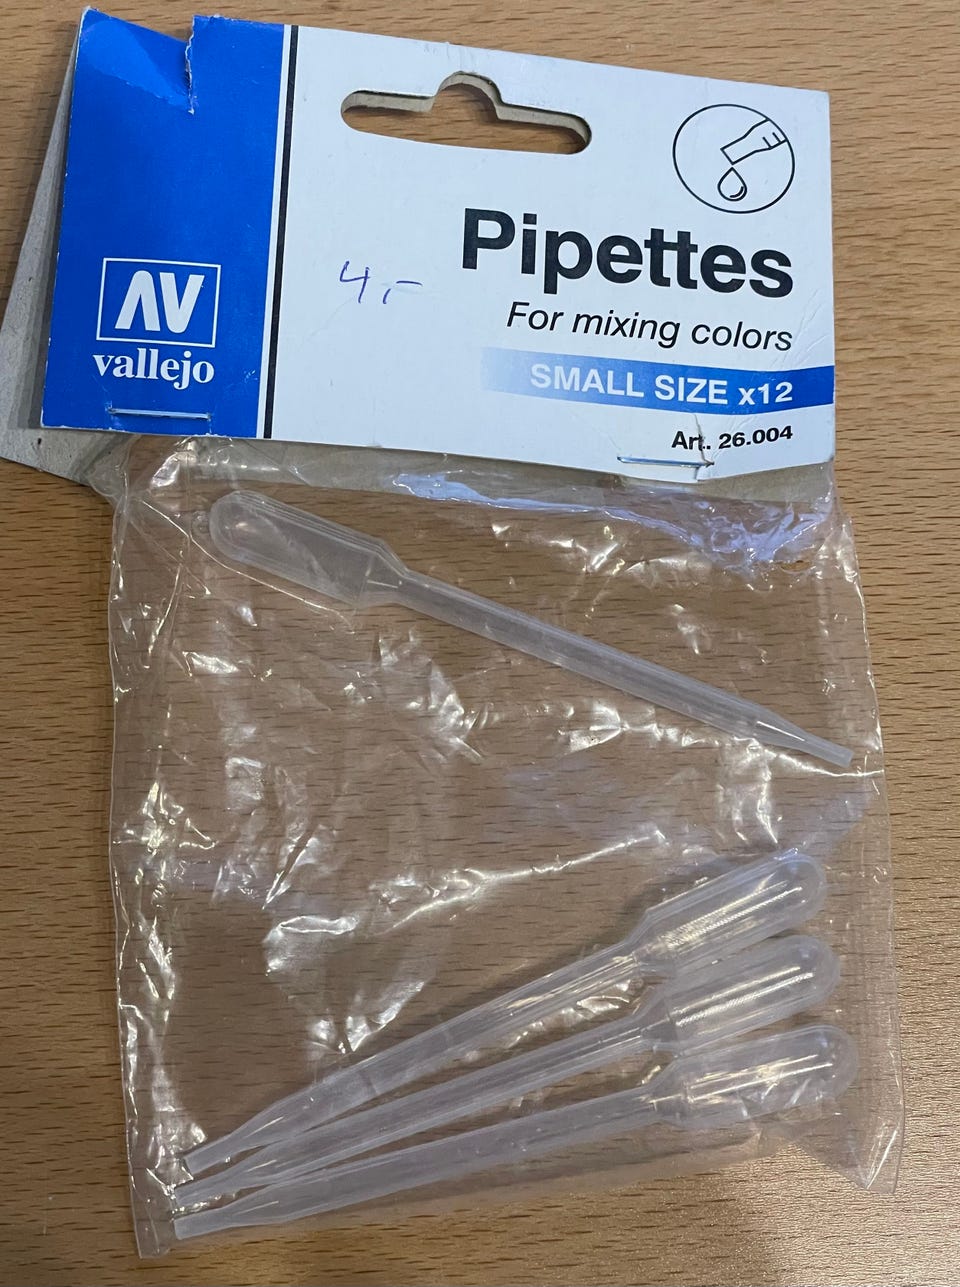 Pipettes
4,-
For mixing colors
SMALL SIZE x12
Art. 26.004
AV
vallejo